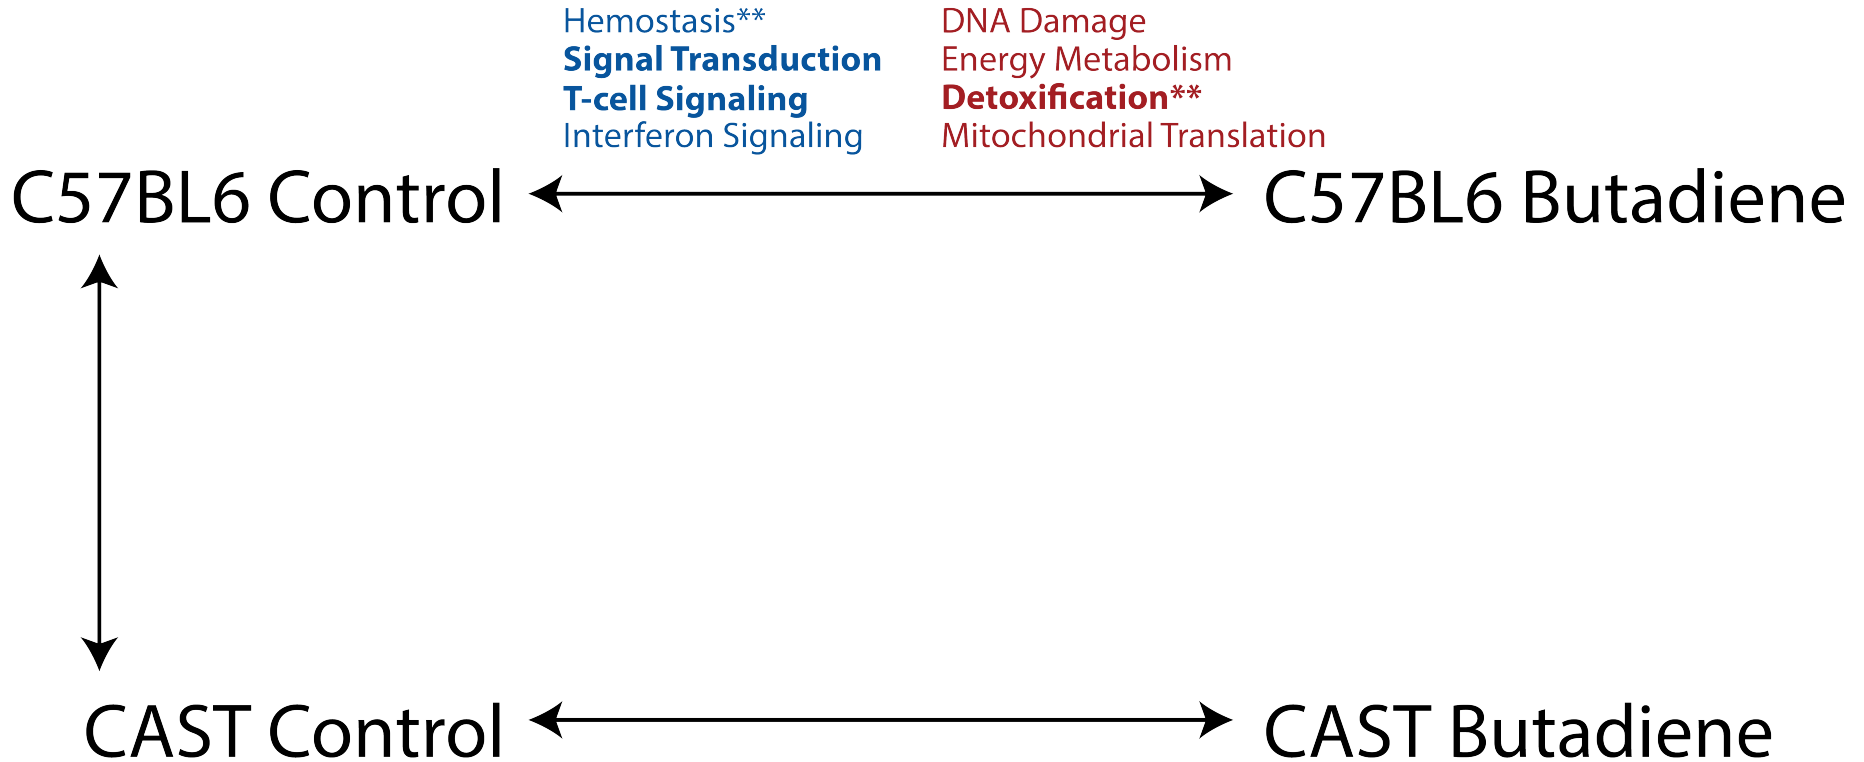 Hemostasis**
Signal Transduction
T-cell Signaling
Interferon Signaling
DNA Damage
Energy Metabolism
Detoxification**
Mitochondrial Translation
C57BL6 Control
C57BL6 Butadiene
CAST Control
CAST Butadiene